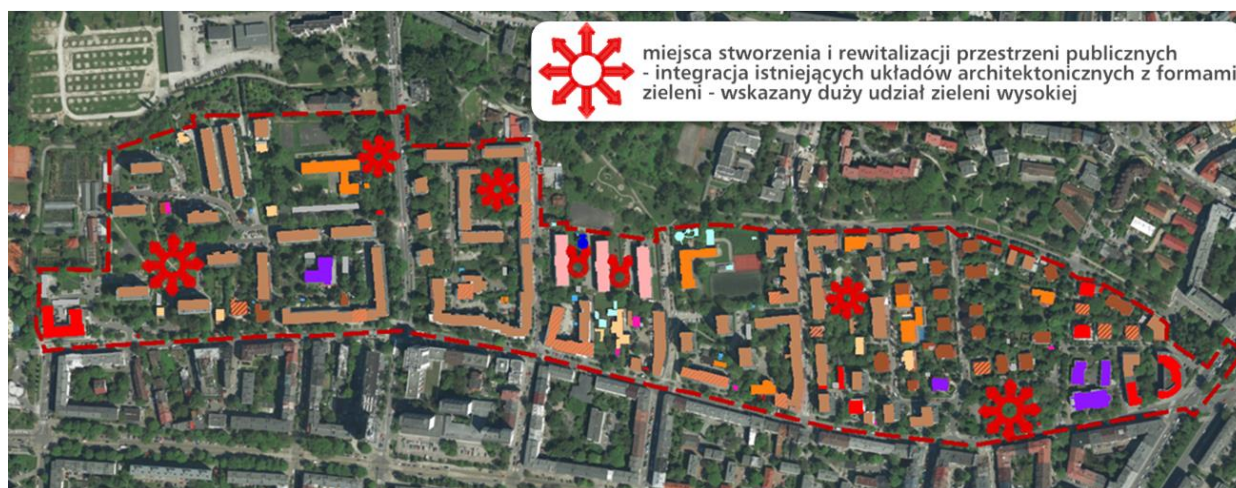 miejsca stworzenia i rewitalizacji przestrzeni publicznych
- integracja istniejących układów architektonicznych z formami
zieleni - wskazany duży udział zieleni wysokiej